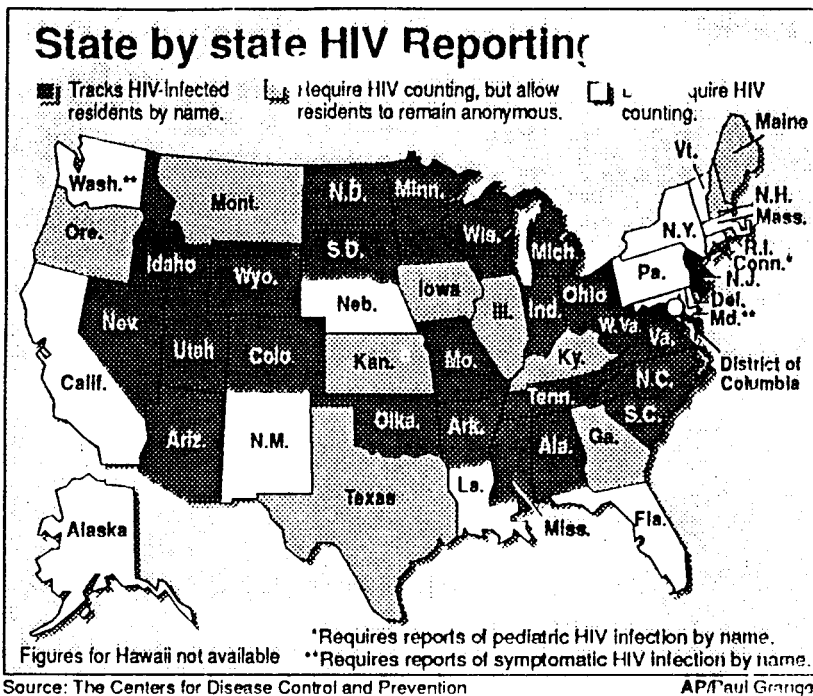 State by state HIV Reporting
Tracks HIV-infected
residents by name.
Require HIV counting, but allow
residents to remain anonymous.
quire HIV
counting.
Maine
Vt.
Wash.**
Mont.
N.D.
Minn.
N.H.
Mass.
Ore.
Idaho
Wyo.
S.D.
Wis.
Mich.
N.Y.
R.I.
Conn.*
Pa.
N.J.
Neb.
Iowa
Ill.
Ind.
Ohio
Del.
Md.**
Nev.
Utah
Colo
Kan.
Mo.
Ky.
W.Va.
Va.
District of
Columbia
Calif.
Ariz.
N.M.
Olka.
Ark.
Tenn.
N.C.
S.C.
Ala.
Ga.
Texas
La.
Miss.
Fla.
Alaska
*Requires reports of pediatric HIV infection by name.
Figures for Hawaii not available
**Requires reports of symptomatic HIV infection by name.
Source: The Centers for Disease Control and Prevention
AP/Paul